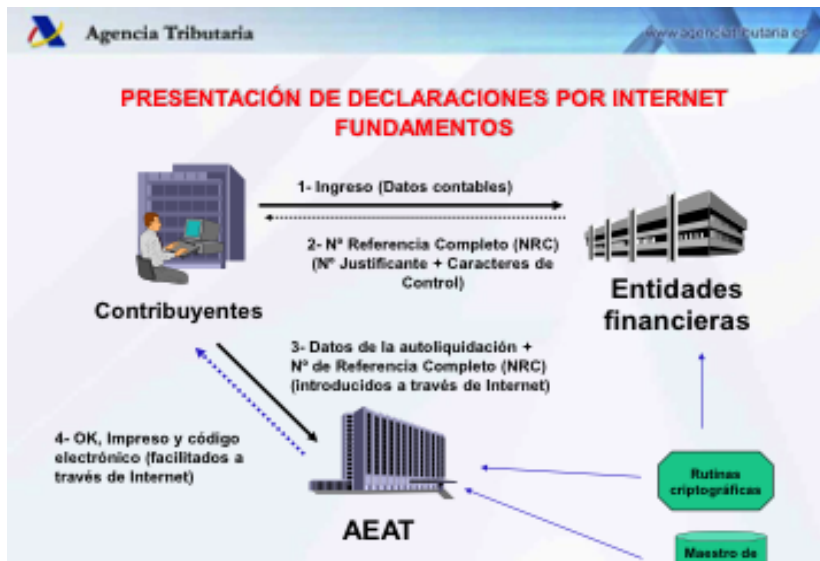 Agencia Tributaria
www.agenciatributaria.es
PRESENTACIÓN DE DECLARACIONES POR INTERNET
FUNDAMENTOS
1- Ingreso (Datos contables)
2- Nº Referencia Completo (NRC)
(Nº Justificante + Caracteres de
Control)
Contribuyentes
Entidades
financieras
3- Datos de la autoliquidación +
Nº de Referencia Completo (NRC)
(introducidos a través de Internet)
4- OK, Impreso y código
electrónico (facilitados a
través de Internet)
AEAT
Rutinas
criptográficas
Maestro de